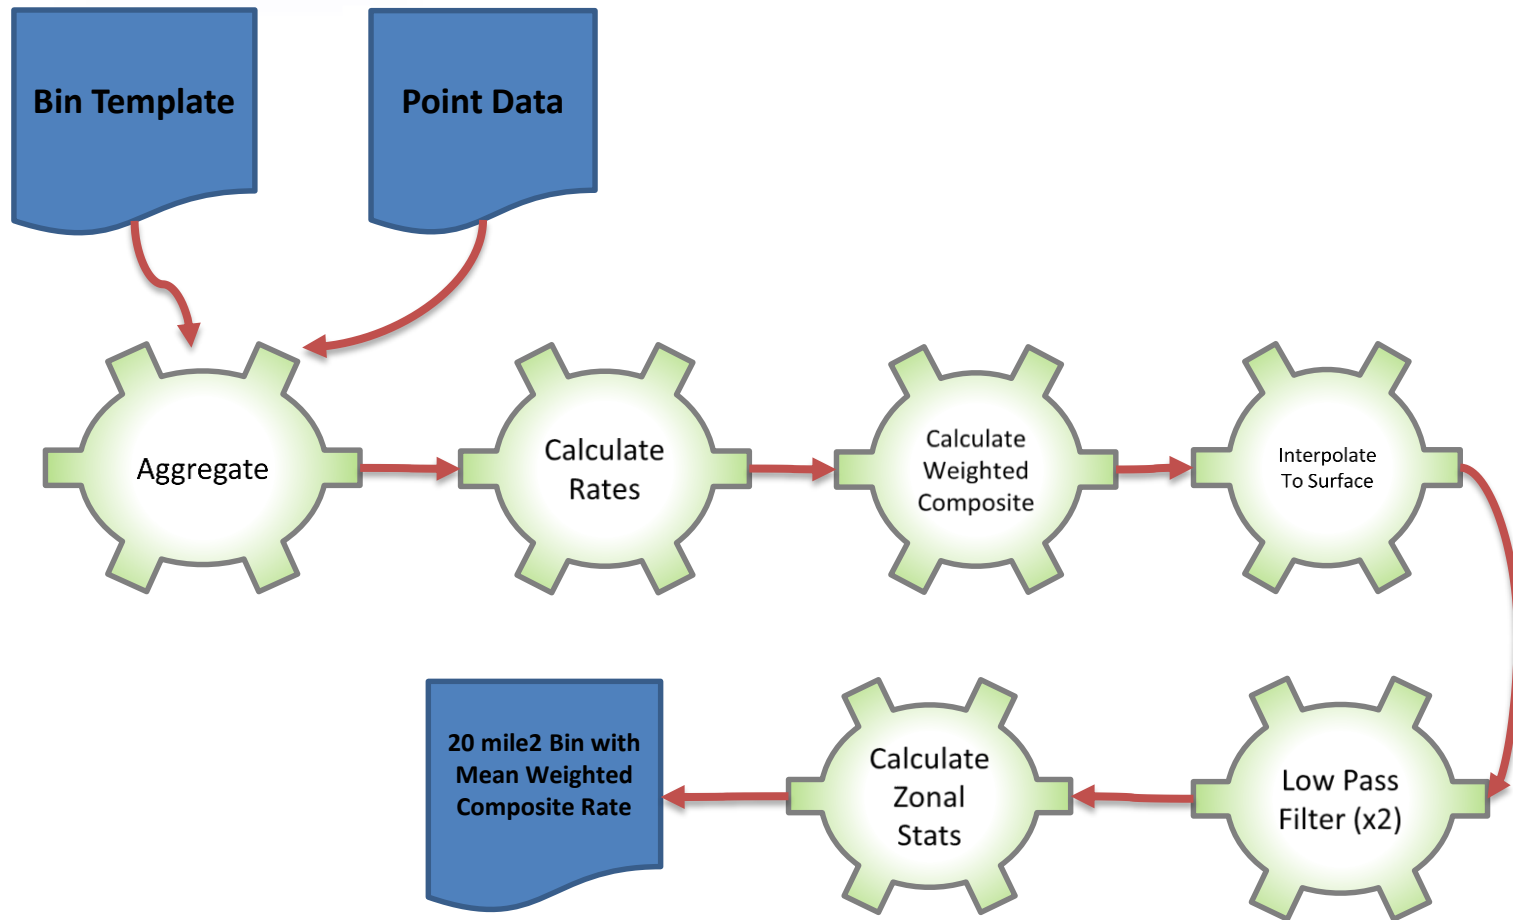 Bin Template
Point Data
Aggregate
Calculate
Rates
Calculate
Weighted
Composite
Interpolate
To Surface
Low Pass
Filter (x2)
Calculate
Zonal
Stats
20 mile2 Bin with
Mean Weighted
Composite Rate